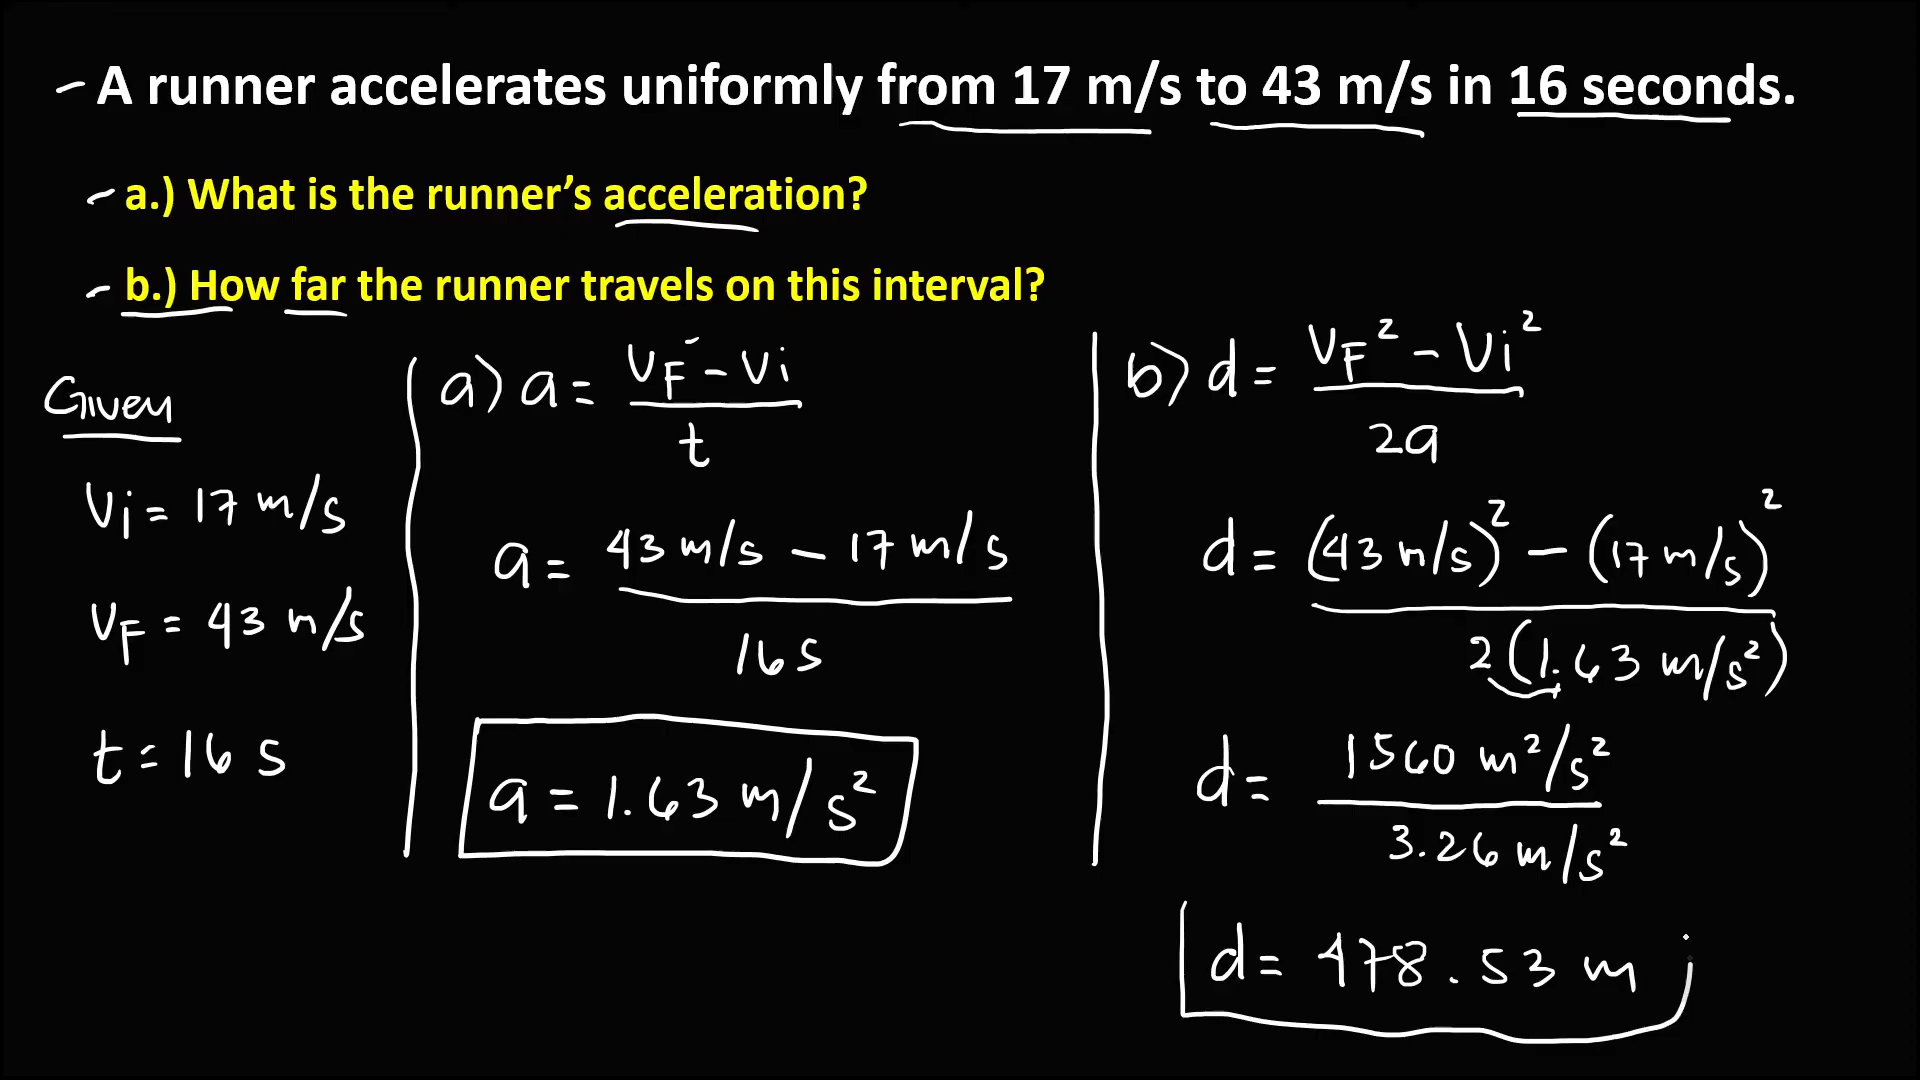 A runner accelerates uniformly from 17 m/s to 43 m/s in 16 seconds.
a.) What is the runner’s acceleration?
b.) How far the runner travels on this interval?
Given
Vi = 17 m/s
VF = 43 m/s
t = 16 s
a) a = VF - Vi
t
a = 43 m/s - 17 m/s
16 s
a = 1.63 m/s²
b) d = VF² - Vi²
2a
d = (43 m/s)² - (17 m/s)²
2(1.63 m/s²)
d = 1560 m²/s²
3.26 m/s²
d = 478.53 m